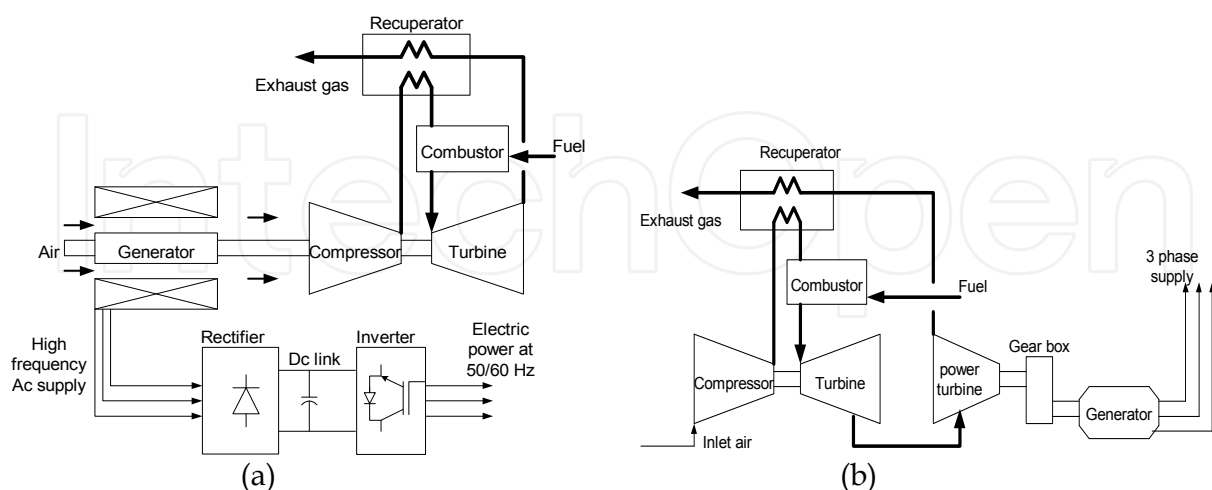 Recuperator
Exhaust gas
Combustor
Fuel
Air
Generator
Compressor
Turbine
High
frequency
Ac supply
Rectifier
Dc link
Inverter
Electric
power at
50/60 Hz
(a)
Recuperator
Exhaust gas
Combustor
Fuel
3 phase
supply
Compressor
Turbine
power
turbine
Gear box
Generator
Inlet air
(b)
IntechOpen